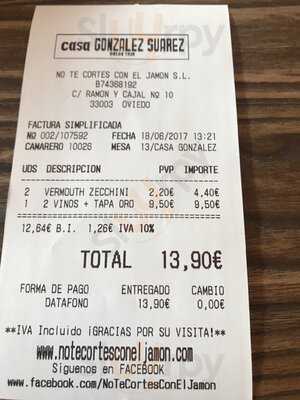 casa GONZALEZ SUAREZ
NO TE CORTES CON EL JAMON S.L.
B74368192
C/ RAMON Y CAJAL Nº 10
33003 OVIEDO
FACTURA SIMPLIFICADA
NO 002/107592 FECHA 18/06/2017 13:21
CAMARERO 10026 MESA 13/CASA GONZALEZ
UDS DESCRIPCION PVP IMPORTE
2 VERMOUTH ZECCHINI 2,20€ 4,40€
1 2 VINOS + TAPA ORO 9,50€ 9,50€
12,64€ B.I. 1,26€ IVA 10%
TOTAL 13,90€
FORMA DE PAGO ENTREGADO CAMBIO
DATAFONO 13,90€ 0,00€
**IVA Incluido ¡GRACIAS POR SU VISITA!**
www.notecortesconeljamon.com
Siguenos en FACEBOOK
www.facebook.com/NoTeCortesConElJamon